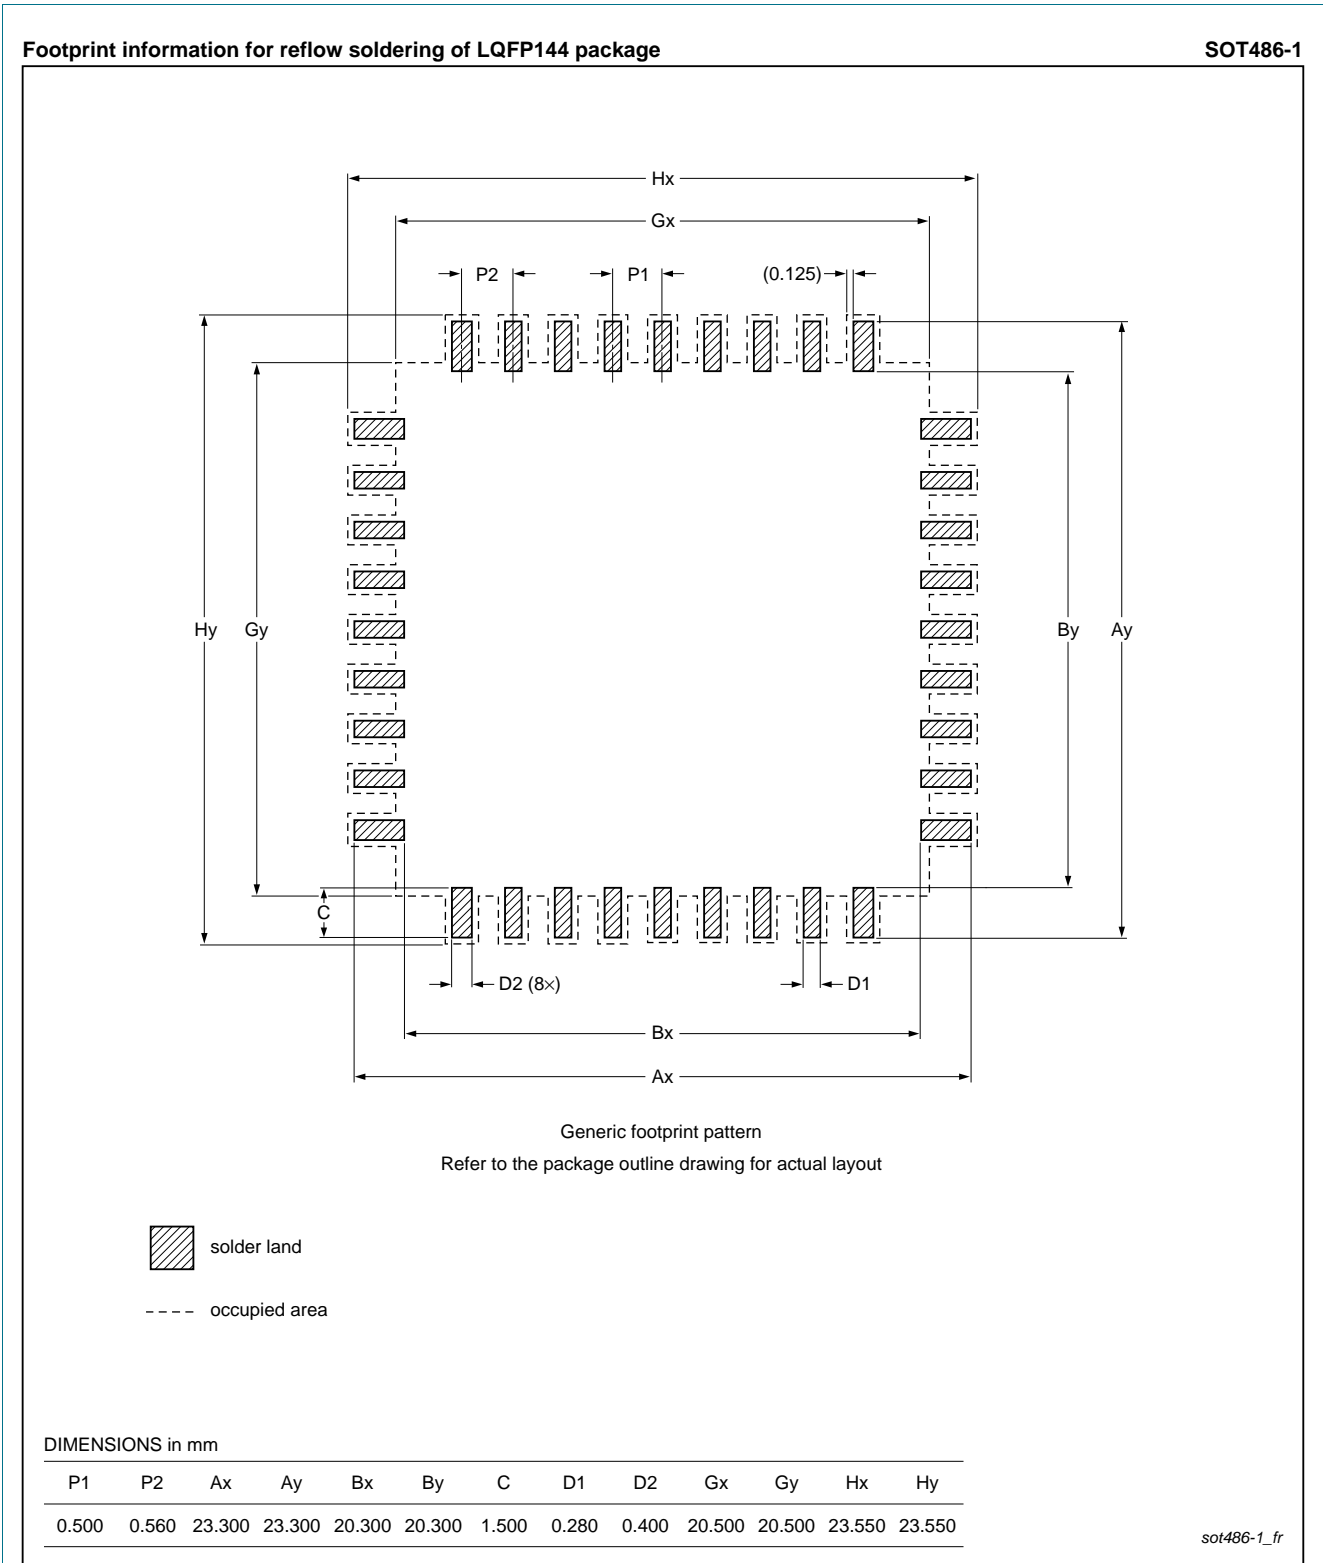 Footprint information for reflow soldering of LQFP144 package SOT486-1
Hx
Gx
P2 P1 (0.125)
Hy Gy By Ay
C
D2 (8×) D1
Bx
Ax
Generic footprint pattern
Refer to the package outline drawing for actual layout
solder land
occupied area
DIMENSIONS in mm
P1 P2 Ax Ay Bx By C D1 D2 Gx Gy Hx Hy
0.500 0.560 23.300 23.300 20.300 20.300 1.500 0.280 0.400 20.500 20.500 23.550 23.550
sot486-1_fr